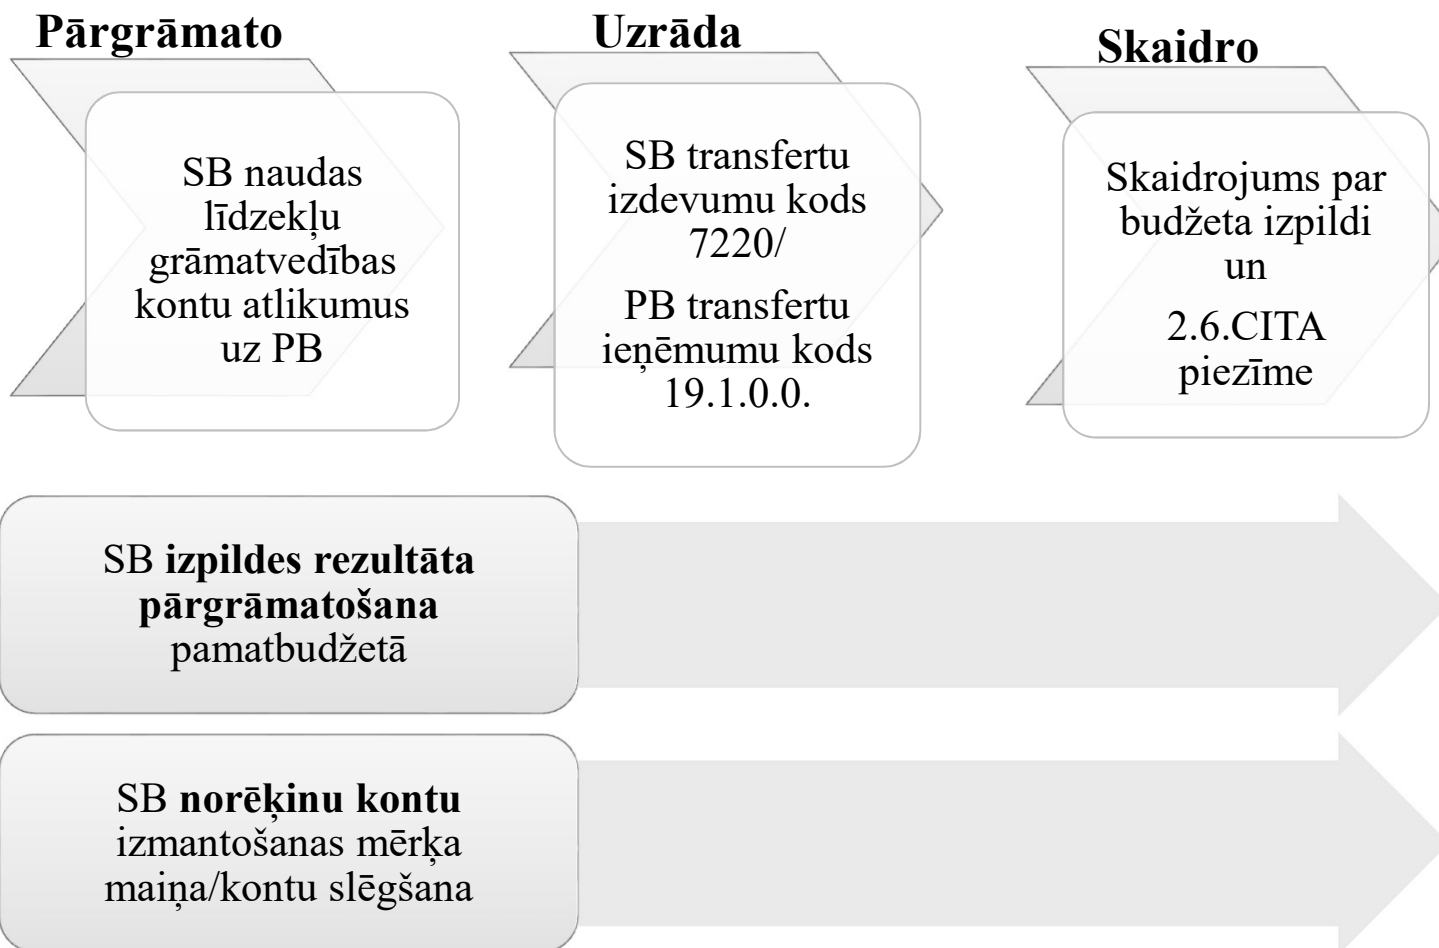 Pārgrāmato
SB naudas
līdzekļu
grāmatvedības
kontu atlikumus
uz PB
Uzrāda
SB transfertu
izdevumu kods
7220/
PB transfertu
ieņēmumu kods
19.1.0.0.
Skaidro
Skaidrojums par
budžeta izpildi
un
2.6.CITA
piezīme
SB izpildes rezultāta
pārgrāmatošana
pamatbudžetā
SB norēķinu kontu
izmantošanas mērķa
maiņa/kontu slēgšana